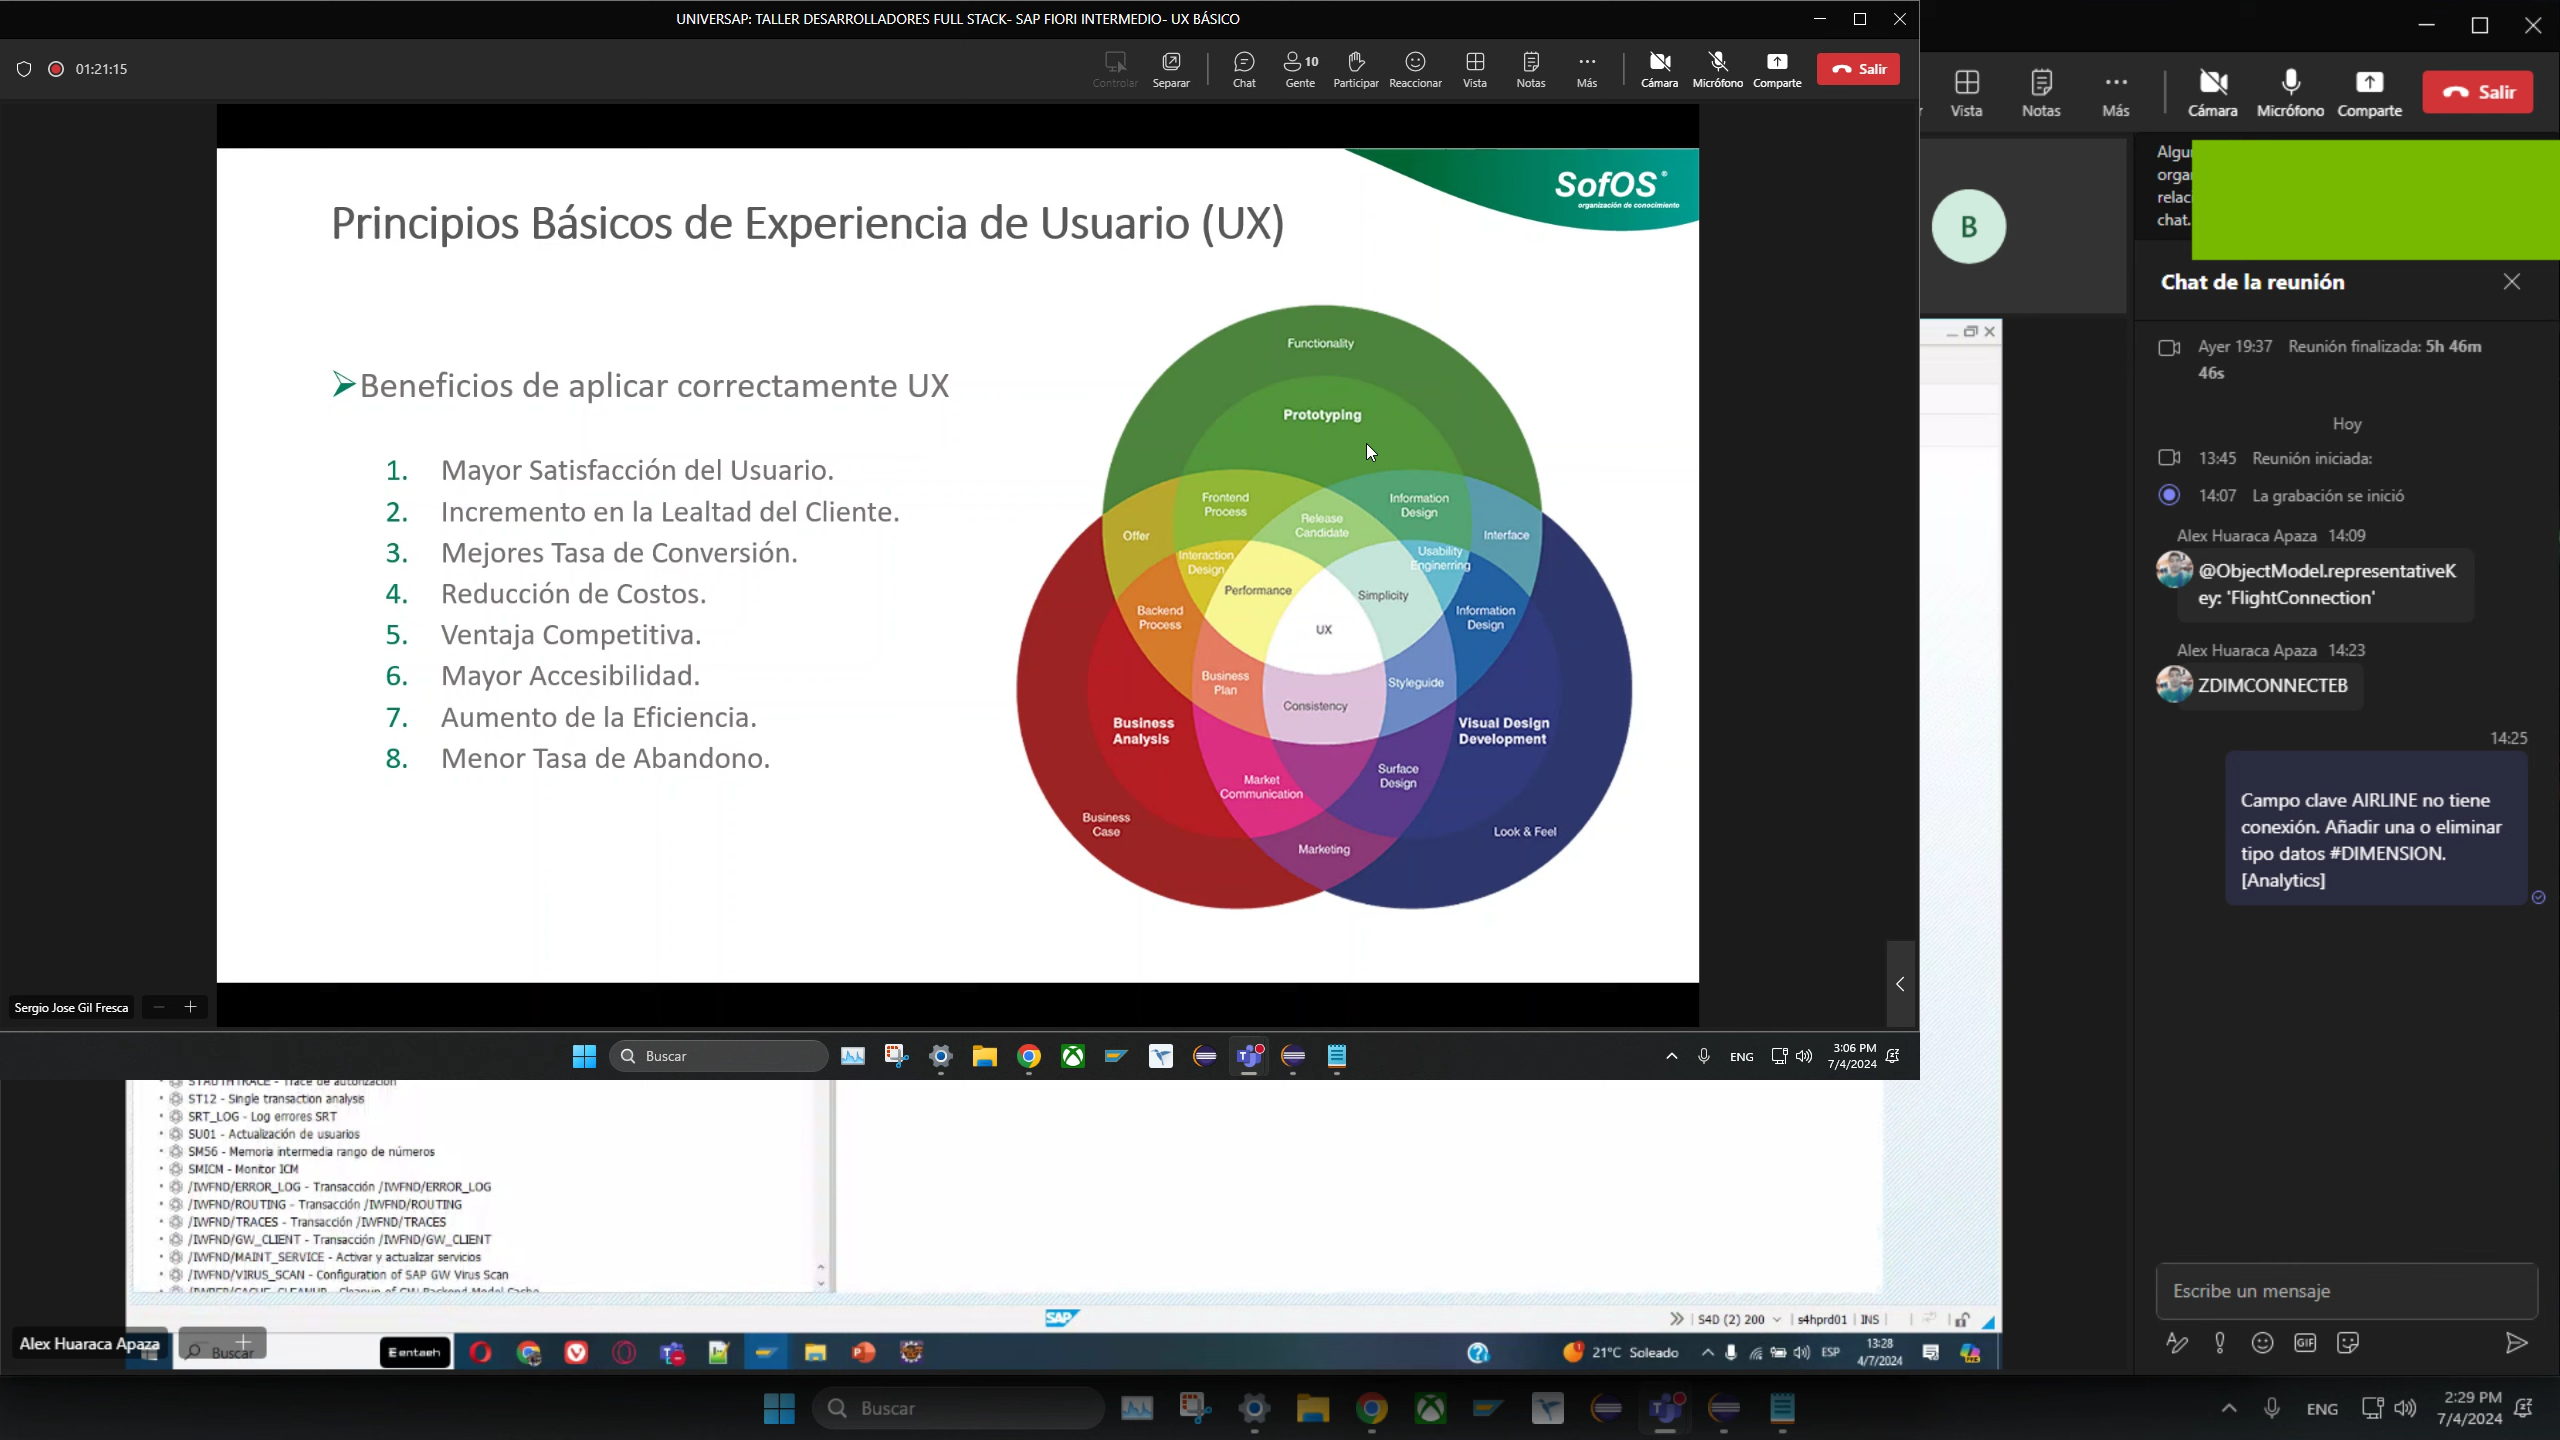 UNIVERSAP: TALLER DESARROLLADORES FULL STACK- SAP FIORI INTERMEDIO- UX BÁSICO
01:21:15
Controlar
Separar
Chat
Gente
10
Participar
Reaccionar
Vista
Notas
Más
Cámara
Micrófono
Comparte
Salir
SofOS®
organización de conocimiento
Principios Básicos de Experiencia de Usuario (UX)
Beneficios de aplicar correctamente UX
1. Mayor Satisfacción del Usuario.
2. Incremento en la Lealtad del Cliente.
3. Mejores Tasa de Conversión.
4. Reducción de Costos.
5. Ventaja Competitiva.
6. Mayor Accesibilidad.
7. Aumento de la Eficiencia.
8. Menor Tasa de Abandono.
Functionality
Prototyping
Frontend
Process
Information
Design
Release
Candidate
Offer
Interface
Interaction
Design
Usability
Enginerring
Performance
Simplicity
Backend
Process
Information
Design
UX
Business
Plan
Styleguide
Consistency
Business
Analysis
Visual Design
Development
Market
Communication
Surface
Design
Business
Case
Look & Feel
Marketing
Sergio Jose Gil Fresca
Buscar
ENG
3:06 PM
7/4/2024
Vista
Notas
Más
Cámara
Micrófono
Comparte
Salir
B
chat.
Chat de la reunión
Ayer 19:37 Reunión finalizada: 5h 46m
46s
Hoy
13:45 Reunión iniciada:
14:07 La grabación se inició
Alex Huaraca Apaza 14:09
@ObjectModel.representativeK
ey: 'FlightConnection'
Alex Huaraca Apaza 14:23
ZDIMCONNECTEB
14:25
Campo clave AIRLINE no tiene
conexión. Añadir una o eliminar
tipo datos #DIMENSION.
[Analytics]
Escribe un mensaje
STAUTHTRACE - Trace de autorización
ST12 - Single transaction analysis
SRT_LOG - Log errores SRT
SU01 - Actualización de usuarios
SM56 - Memoria intermedia rango de números
SMICM - Monitor ICM
/IWFND/ERROR_LOG - Transacción /IWFND/ERROR_LOG
/IWFND/ROUTING - Transacción /IWFND/ROUTING
/IWFND/TRACES - Transacción /IWFND/TRACES
/IWFND/GW_CLIENT - Transacción /IWFND/GW_CLIENT
/IWFND/MAINT_SERVICE - Activar y actualizar servicios
/IWFND/VIRUS_SCAN - Configuration of SAP GW Virus Scan
SAP
S4D (2) 200
s4hprd01
INS
Alex Huaraca Apaza
Buscar
21°C Soleado
ESP
13:28
4/7/2024
Buscar
ENG
2:29 PM
7/4/2024